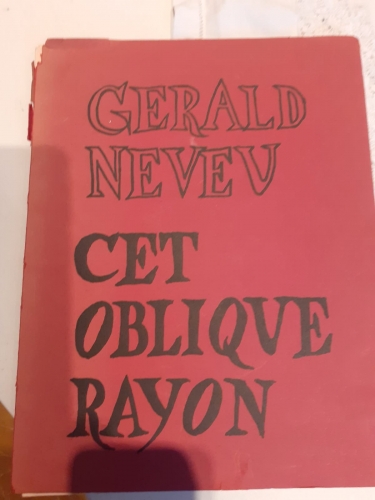 GERALD
NEVEU
CET
OBLIQUE
RAYON